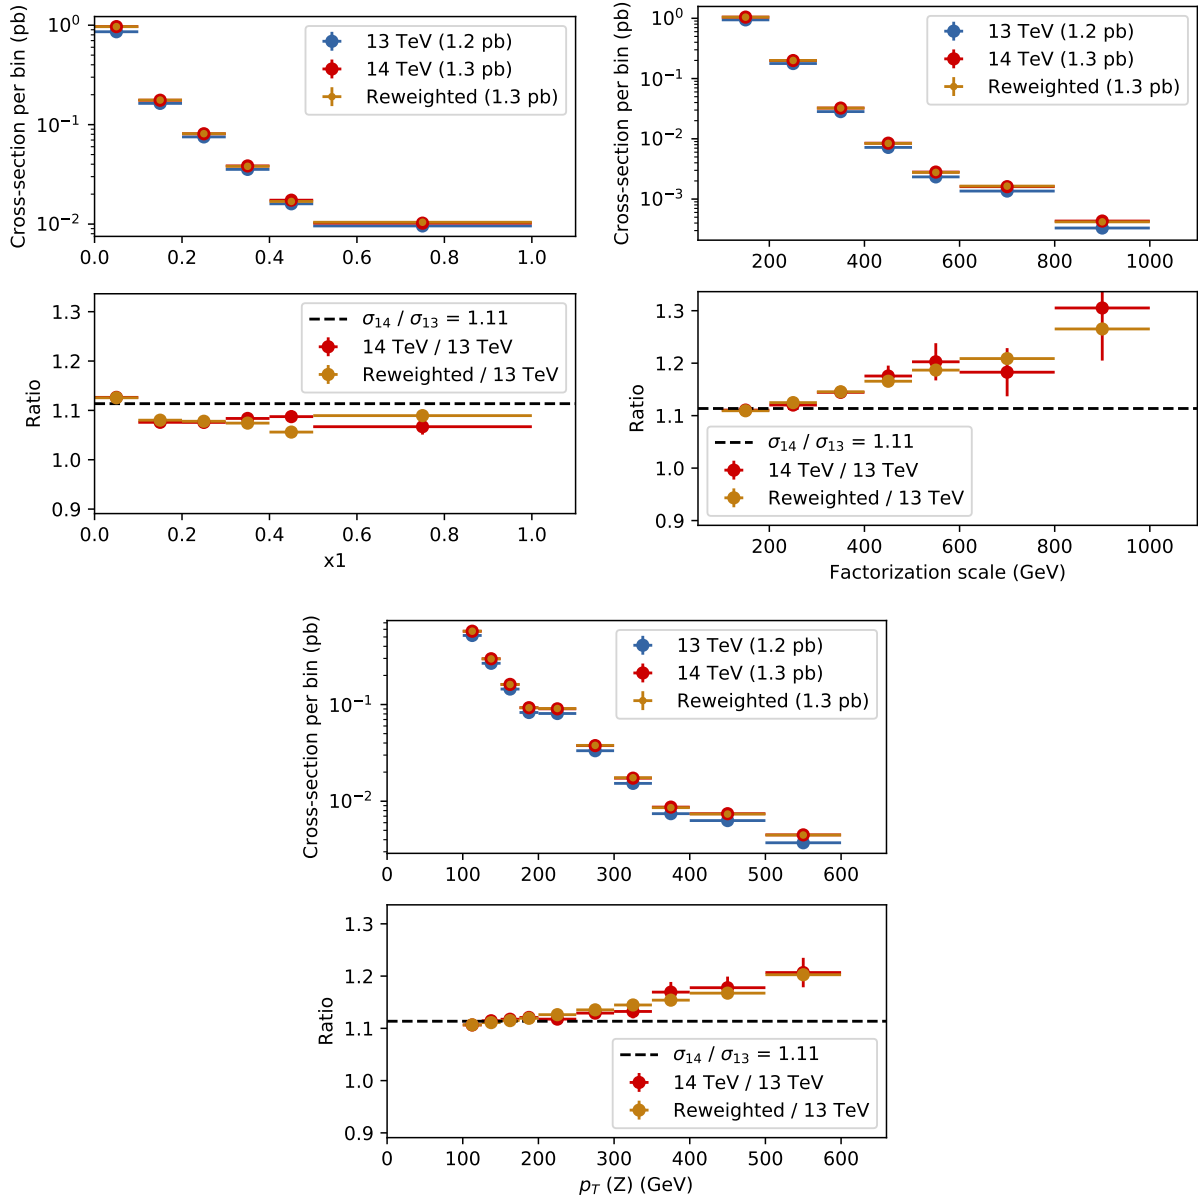 Cross-section per bin (pb)
10⁰
10⁻¹
10⁻²
13 TeV (1.2 pb)
14 TeV (1.3 pb)
Reweighted (1.3 pb)
0.0 0.2 0.4 0.6 0.8 1.0
Ratio
1.3
1.2
1.1
1.0
0.9
σ₁₄ / σ₁₃ = 1.11
14 TeV / 13 TeV
Reweighted / 13 TeV
0.0 0.2 0.4 0.6 0.8 1.0
x1
Cross-section per bin (pb)
10⁰
10⁻¹
10⁻²
10⁻³
13 TeV (1.2 pb)
14 TeV (1.3 pb)
Reweighted (1.3 pb)
200 400 600 800 1000
Ratio
1.3
1.2
1.1
1.0
0.9
σ₁₄ / σ₁₃ = 1.11
14 TeV / 13 TeV
Reweighted / 13 TeV
200 400 600 800 1000
Factorization scale (GeV)
Cross-section per bin (pb)
10⁻¹
10⁻²
13 TeV (1.2 pb)
14 TeV (1.3 pb)
Reweighted (1.3 pb)
0 100 200 300 400 500 600
Ratio
1.3
1.2
1.1
1.0
0.9
σ₁₄ / σ₁₃ = 1.11
14 TeV / 13 TeV
Reweighted / 13 TeV
0 100 200 300 400 500 600
p_T (Z) (GeV)